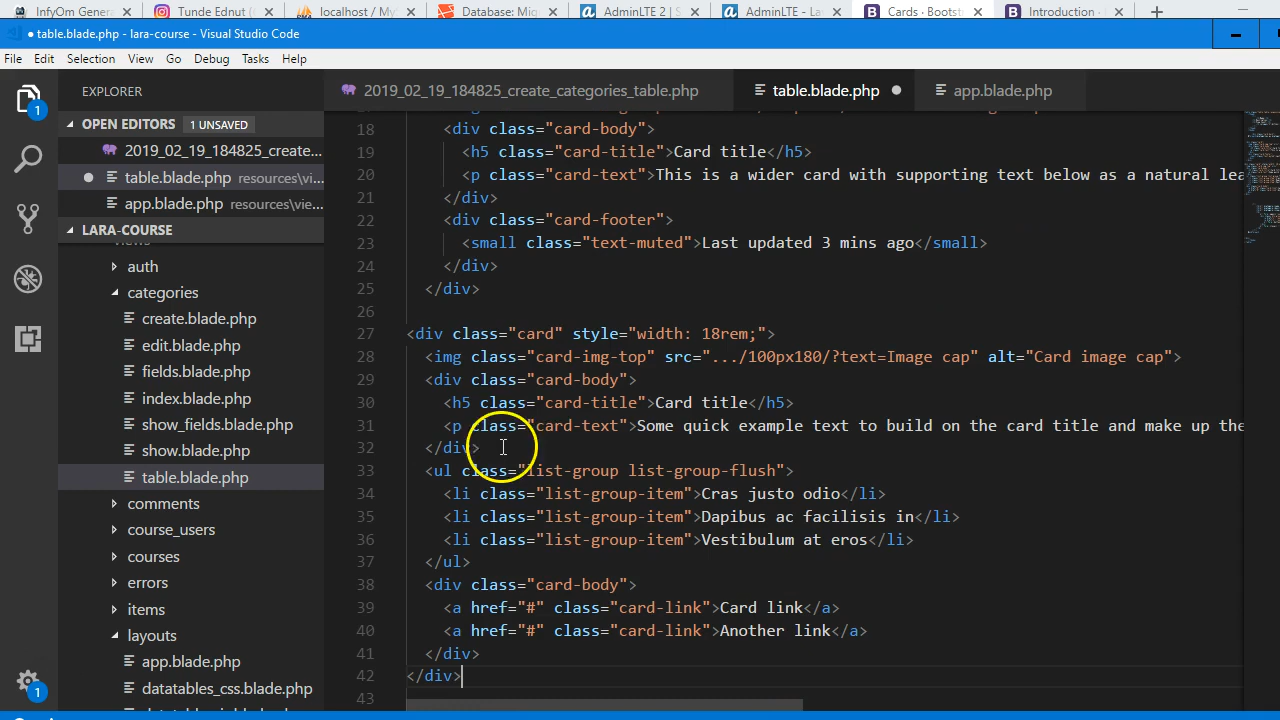 InfyOm Genera
Tunde Ednut (
localhost / My
Database: Mig
AdminLTE 2 | S
AdminLTE - La
Cards · Boots
Introduction ·
table.blade.php - lara-course - Visual Studio Code
File Edit Selection View Go Debug Tasks Help
EXPLORER
2019_02_19_184825_create_categories_table.php
table.blade.php
app.blade.php
OPEN EDITORS 1 UNSAVED
2019_02_19_184825_create...
table.blade.php resources\vi...
app.blade.php resources\vie...
LARA-COURSE
auth
categories
create.blade.php
edit.blade.php
fields.blade.php
index.blade.php
show_fields.blade.php
show.blade.php
table.blade.php
comments
course_users
courses
errors
items
layouts
app.blade.php
datatables_css.blade.php
1
1
18 <div class="card-body">
19 <h5 class="card-title">Card title</h5>
20 <p class="card-text">This is a wider card with supporting text below as a natural lea
21 </div>
22 <div class="card-footer">
23 <small class="text-muted">Last updated 3 mins ago</small>
24 </div>
25 </div>
26
27 <div class="card" style="width: 18rem;">
28 <img class="card-img-top" src=".../100px180/?text=Image cap" alt="Card image cap">
29 <div class="card-body">
30 <h5 class="card-title">Card title</h5>
31 <p class="card-text">Some quick example text to build on the card title and make up the
32 </div>
33 <ul class="list-group list-group-flush">
34 <li class="list-group-item">Cras justo odio</li>
35 <li class="list-group-item">Dapibus ac facilisis in</li>
36 <li class="list-group-item">Vestibulum at eros</li>
37 </ul>
38 <div class="card-body">
39 <a href="#" class="card-link">Card link</a>
40 <a href="#" class="card-link">Another link</a>
41 </div>
42 </div>
43